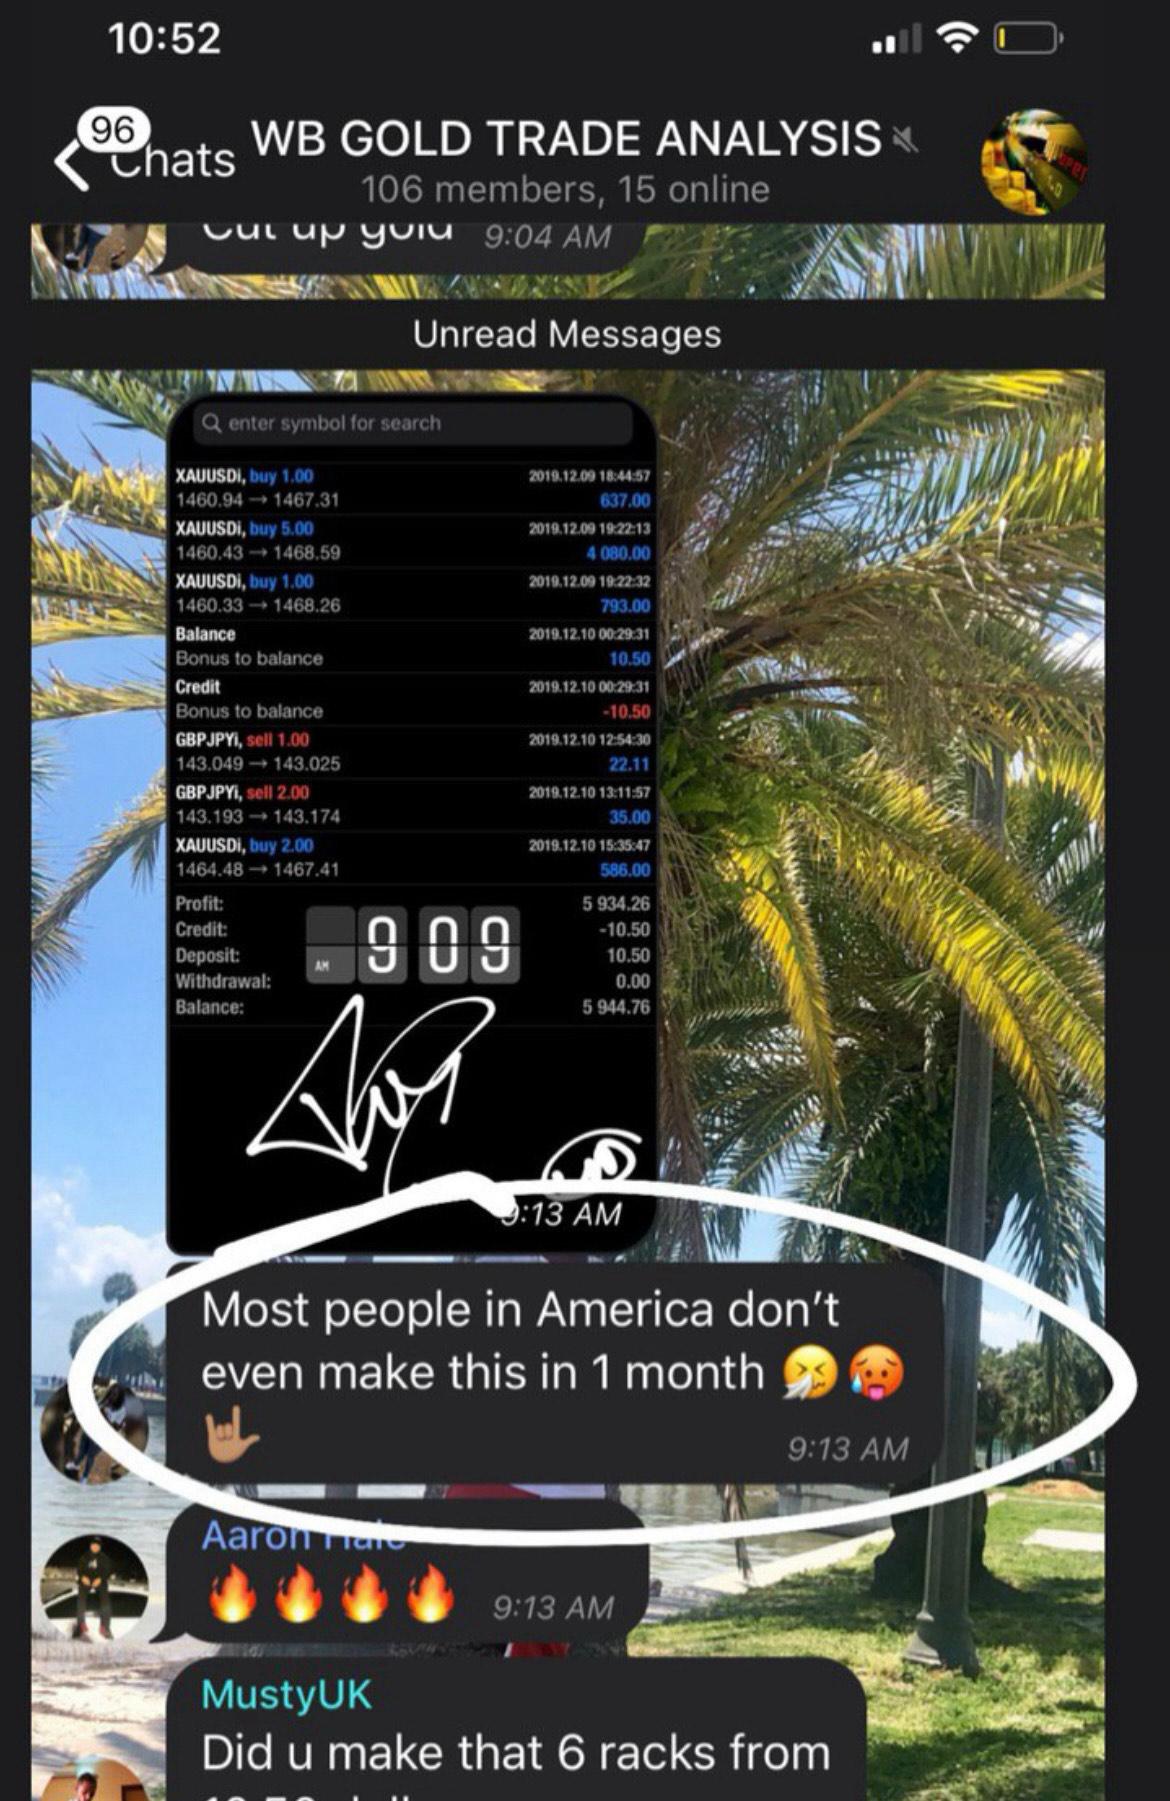 10:52
96
Chats
WB GOLD TRADE ANALYSIS
106 members, 15 online
Cut up gold 9:04 AM
Unread Messages
enter symbol for search
XAUUSDi, buy 1.00 2019.12.09 18:44:57
1460.94 → 1467.31 637.00
XAUUSDi, buy 5.00 2019.12.09 19:22:13
1460.43 → 1468.59 4 080.00
XAUUSDi, buy 1.00 2019.12.09 19:22:32
1460.33 → 1468.26 793.00
Balance 2019.12.10 00:29:31
Bonus to balance 10.50
Credit 2019.12.10 00:29:31
Bonus to balance -10.50
GBPJPYi, sell 1.00 2019.12.10 12:54:30
143.049 → 143.025 22.11
GBPJPYi, sell 2.00 2019.12.10 13:11:57
143.193 → 143.174 35.00
XAUUSDi, buy 2.00 2019.12.10 15:35:47
1464.48 → 1467.41 586.00
Profit: 5 934.26
Credit: -10.50
Deposit: 10.50
Withdrawal: 0.00
Balance: 5 944.76
AM 9 09
9:13 AM
Most people in America don't
even make this in 1 month 🤧🥵
🤟🏽 9:13 AM
Aaron Hale
🔥🔥🔥🔥 9:13 AM
MustyUK
Did u make that 6 racks from